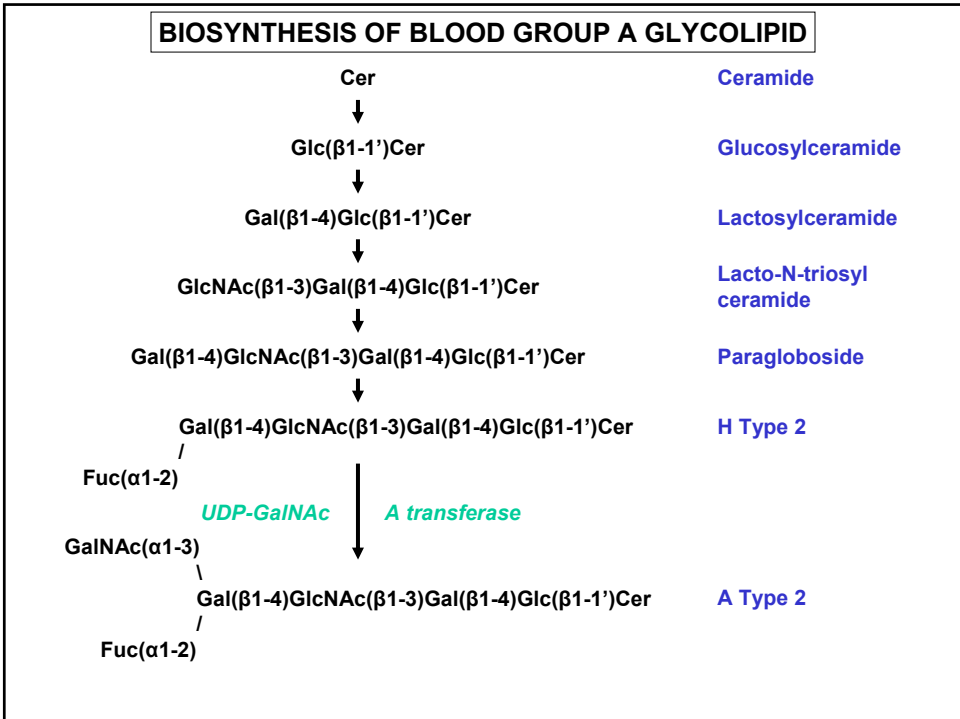 BIOSYNTHESIS OF BLOOD GROUP A GLYCOLIPID
Cer Ceramide
Glc(β1-1’)Cer Glucosylceramide
Gal(β1-4)Glc(β1-1’)Cer Lactosylceramide
GlcNAc(β1-3)Gal(β1-4)Glc(β1-1’)Cer Lacto-N-triosyl
ceramide
Gal(β1-4)GlcNAc(β1-3)Gal(β1-4)Glc(β1-1’)Cer Paragloboside
Gal(β1-4)GlcNAc(β1-3)Gal(β1-4)Glc(β1-1’)Cer H Type 2
/
Fuc(α1-2)
UDP-GalNAc A transferase
GalNAc(α1-3)
\
Gal(β1-4)GlcNAc(β1-3)Gal(β1-4)Glc(β1-1’)Cer A Type 2
/
Fuc(α1-2)